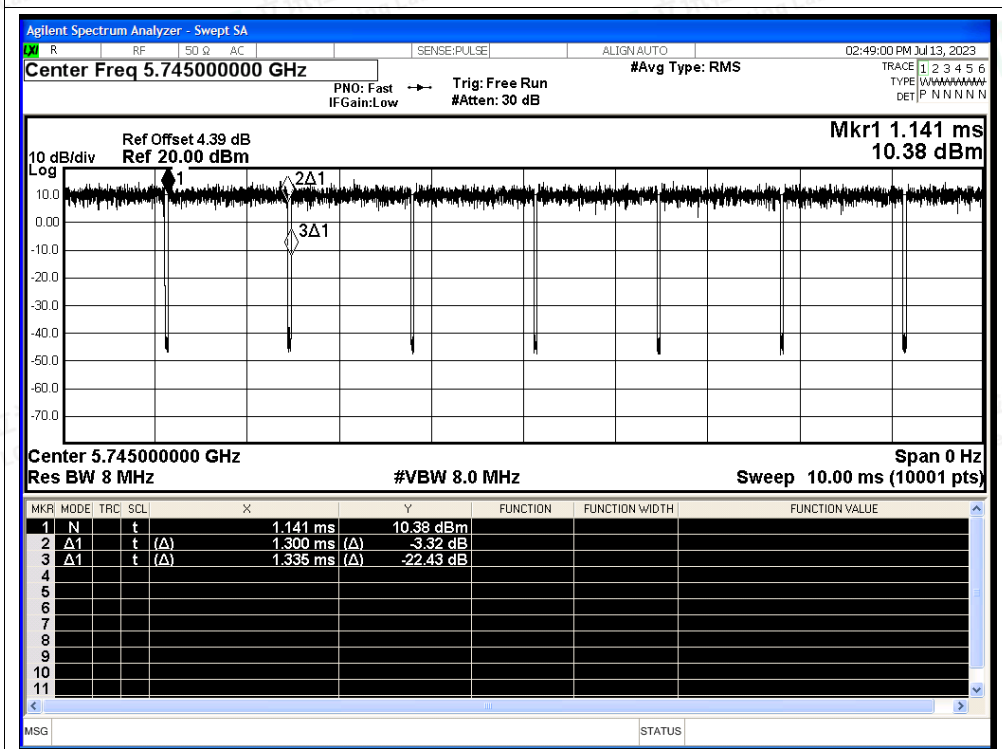 Agilent Spectrum Analyzer - Swept SA
LXI R RF 50 Ω AC SENSE:PULSE ALIGN AUTO 02:49:00 PM Jul 13, 2023
Center Freq 5.745000000 GHz #Avg Type: RMS TRACE 1 2 3 4 5 6
PNO: Fast Trig: Free Run TYPE WWWWWW
IFGain:Low #Atten: 30 dB DET P N N N N N
Mkr1 1.141 ms
Ref Offset 4.39 dB
10 dB/div Ref 20.00 dBm 10.38 dBm
Log
1 2Δ1
10.0
0.00
3Δ1
-10.0
-20.0
-30.0
-40.0
-50.0
-60.0
-70.0
Center 5.745000000 GHz Span 0 Hz
Res BW 8 MHz #VBW 8.0 MHz Sweep 10.00 ms (10001 pts)
MKR MODE TRC SCL X Y FUNCTION FUNCTION WIDTH FUNCTION VALUE
1 N t 1.141 ms 10.38 dBm
2 Δ1 t (Δ) 1.300 ms (Δ) -3.32 dB
3 Δ1 t (Δ) 1.335 ms (Δ) -22.43 dB
4
5
6
7
8
9
10
11
MSG STATUS